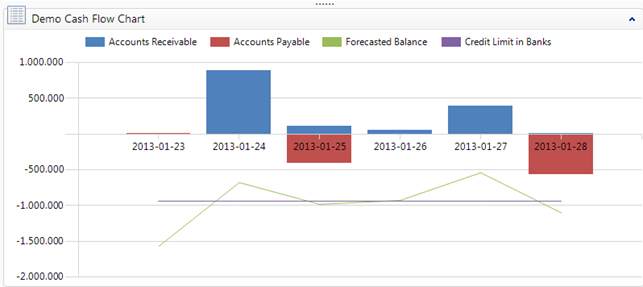 Demo Cash Flow Chart
Accounts Receivable Accounts Payable Forecasted Balance Credit Limit in Banks
1.000.000
500.000
2013-01-23 2013-01-24 2013-01-25 2013-01-26 2013-01-27 2013-01-28
-500.000
-1.000.000
-1.500.000
-2.000.000